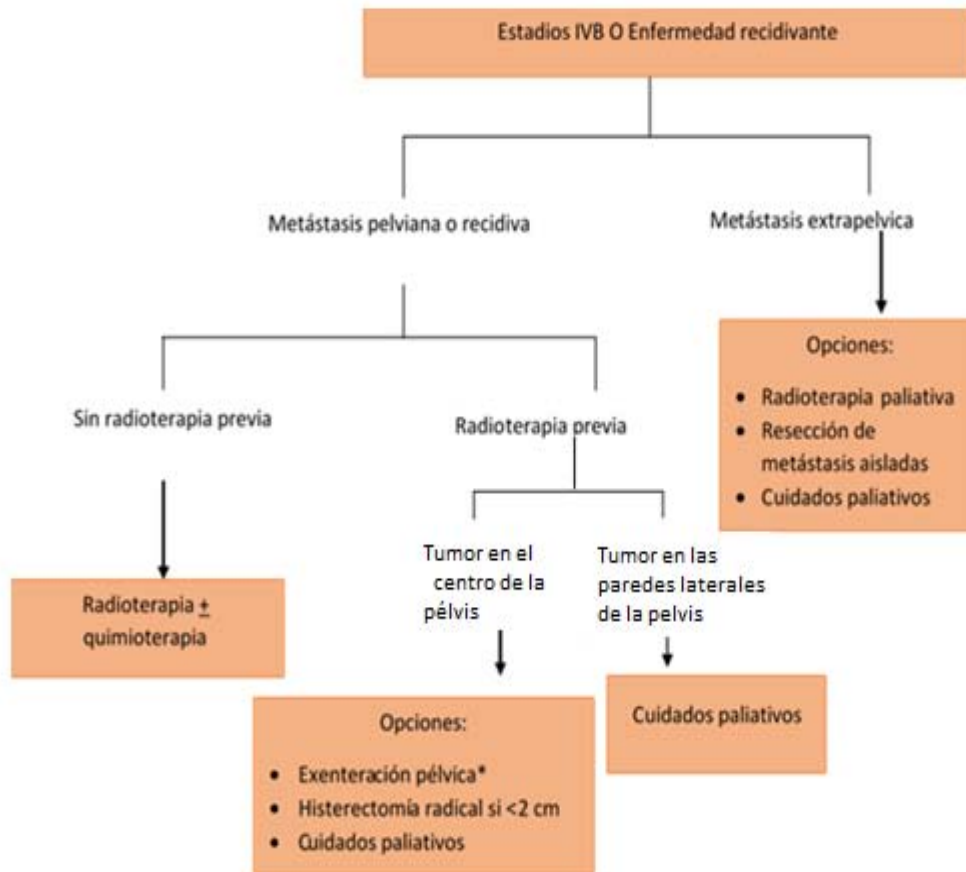 Estadios IVB O Enfermedad recidivante
Metástasis pelviana o recidiva
Metástasis extrapelvica
Opciones:
• Radioterapia paliativa
• Resección de
metástasis aisladas
• Cuidados paliativos
Sin radioterapia previa
Radioterapia previa
Tumor en el
centro de la
pélvis
Tumor en las
paredes laterales
de la pelvis
Radioterapia ±
quimioterapia
Opciones:
• Exenteración pélvica*
• Histerectomía radical si <2 cm
• Cuidados paliativos
Cuidados paliativos